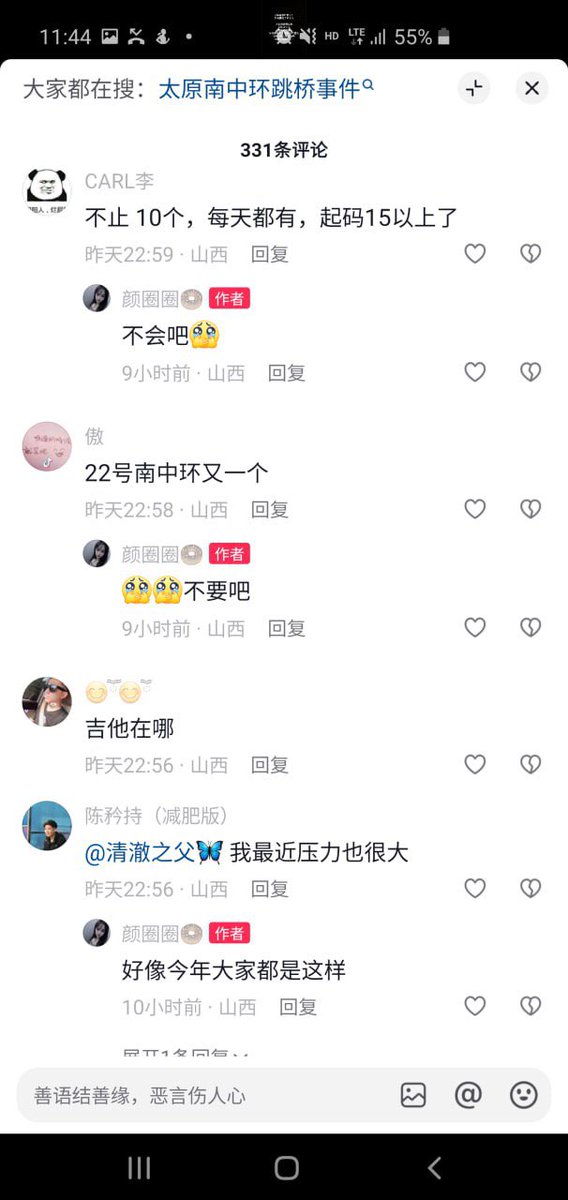 11:44
HD
LTE
55%
大家都在搜：太原南中环跳桥事件
331条评论
CARL李
不止 10个，每天都有，起码15以上了
昨天22:59 · 山西 回复
颜圈圈🍩 作者
不会吧🥹
9小时前 · 山西 回复
傲
22号南中环又一个
昨天22:58 · 山西 回复
颜圈圈🍩 作者
🥹🥹不要吧
9小时前 · 山西 回复
吉他在哪
昨天22:56 · 山西 回复
陈矜持（减肥版）
@清澈之父🦋 我最近压力也很大
昨天22:56 · 山西 回复
颜圈圈🍩 作者
好像今年大家都是这样
10小时前 · 山西 回复
展开1条回复
善语结善缘，恶言伤人心
@